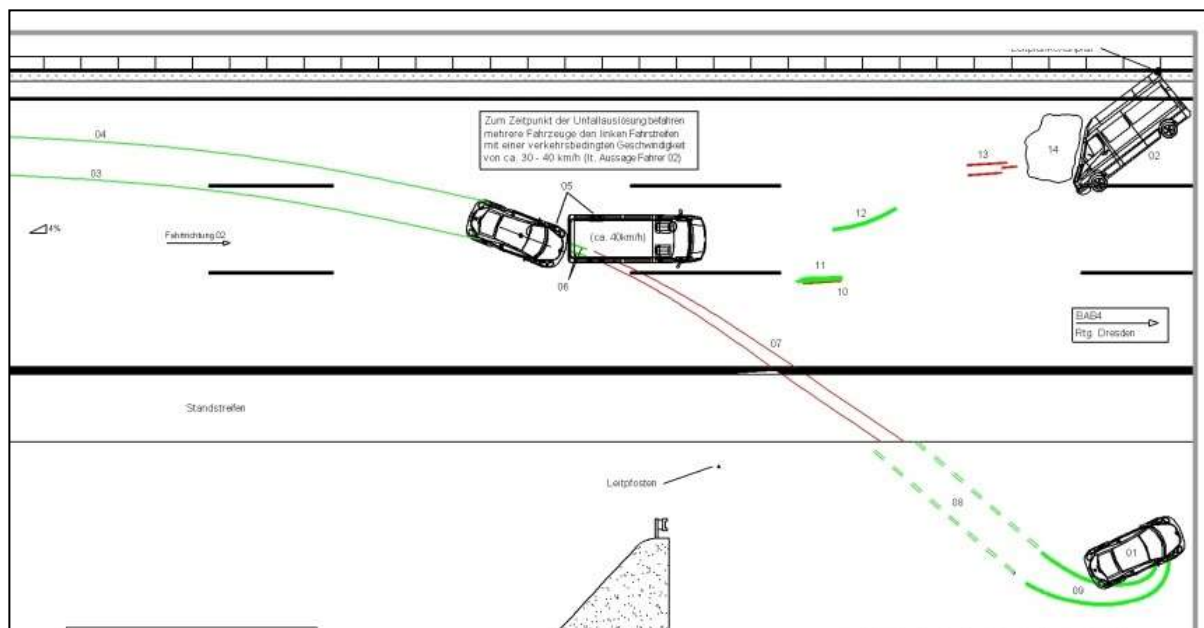 04
Zum Zeitpunkt der Unfallauslösung befahren
mehrere Fahrzeuge den linken Fahrstreifen
mit einer verkehrsbedingten Geschwindigkeit
von ca. 30 - 40 km/h (lt. Aussage Fahrer 02)
14
13
02
03
05
12
4%
Fahrtrichtung 02
(ca. 40km/h)
06
11
10
BAB4
Rtg. Dresden
07
Standstreifen
Leitpfosten
08
01
09